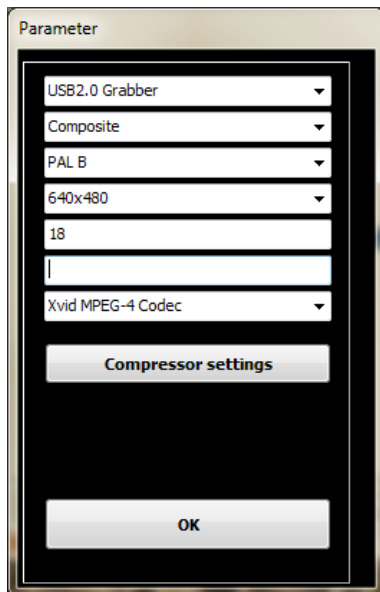 Parameter
USB2.0 Grabber
Composite
PAL B
640x480
18
Xvid MPEG-4 Codec
Compressor settings
OK